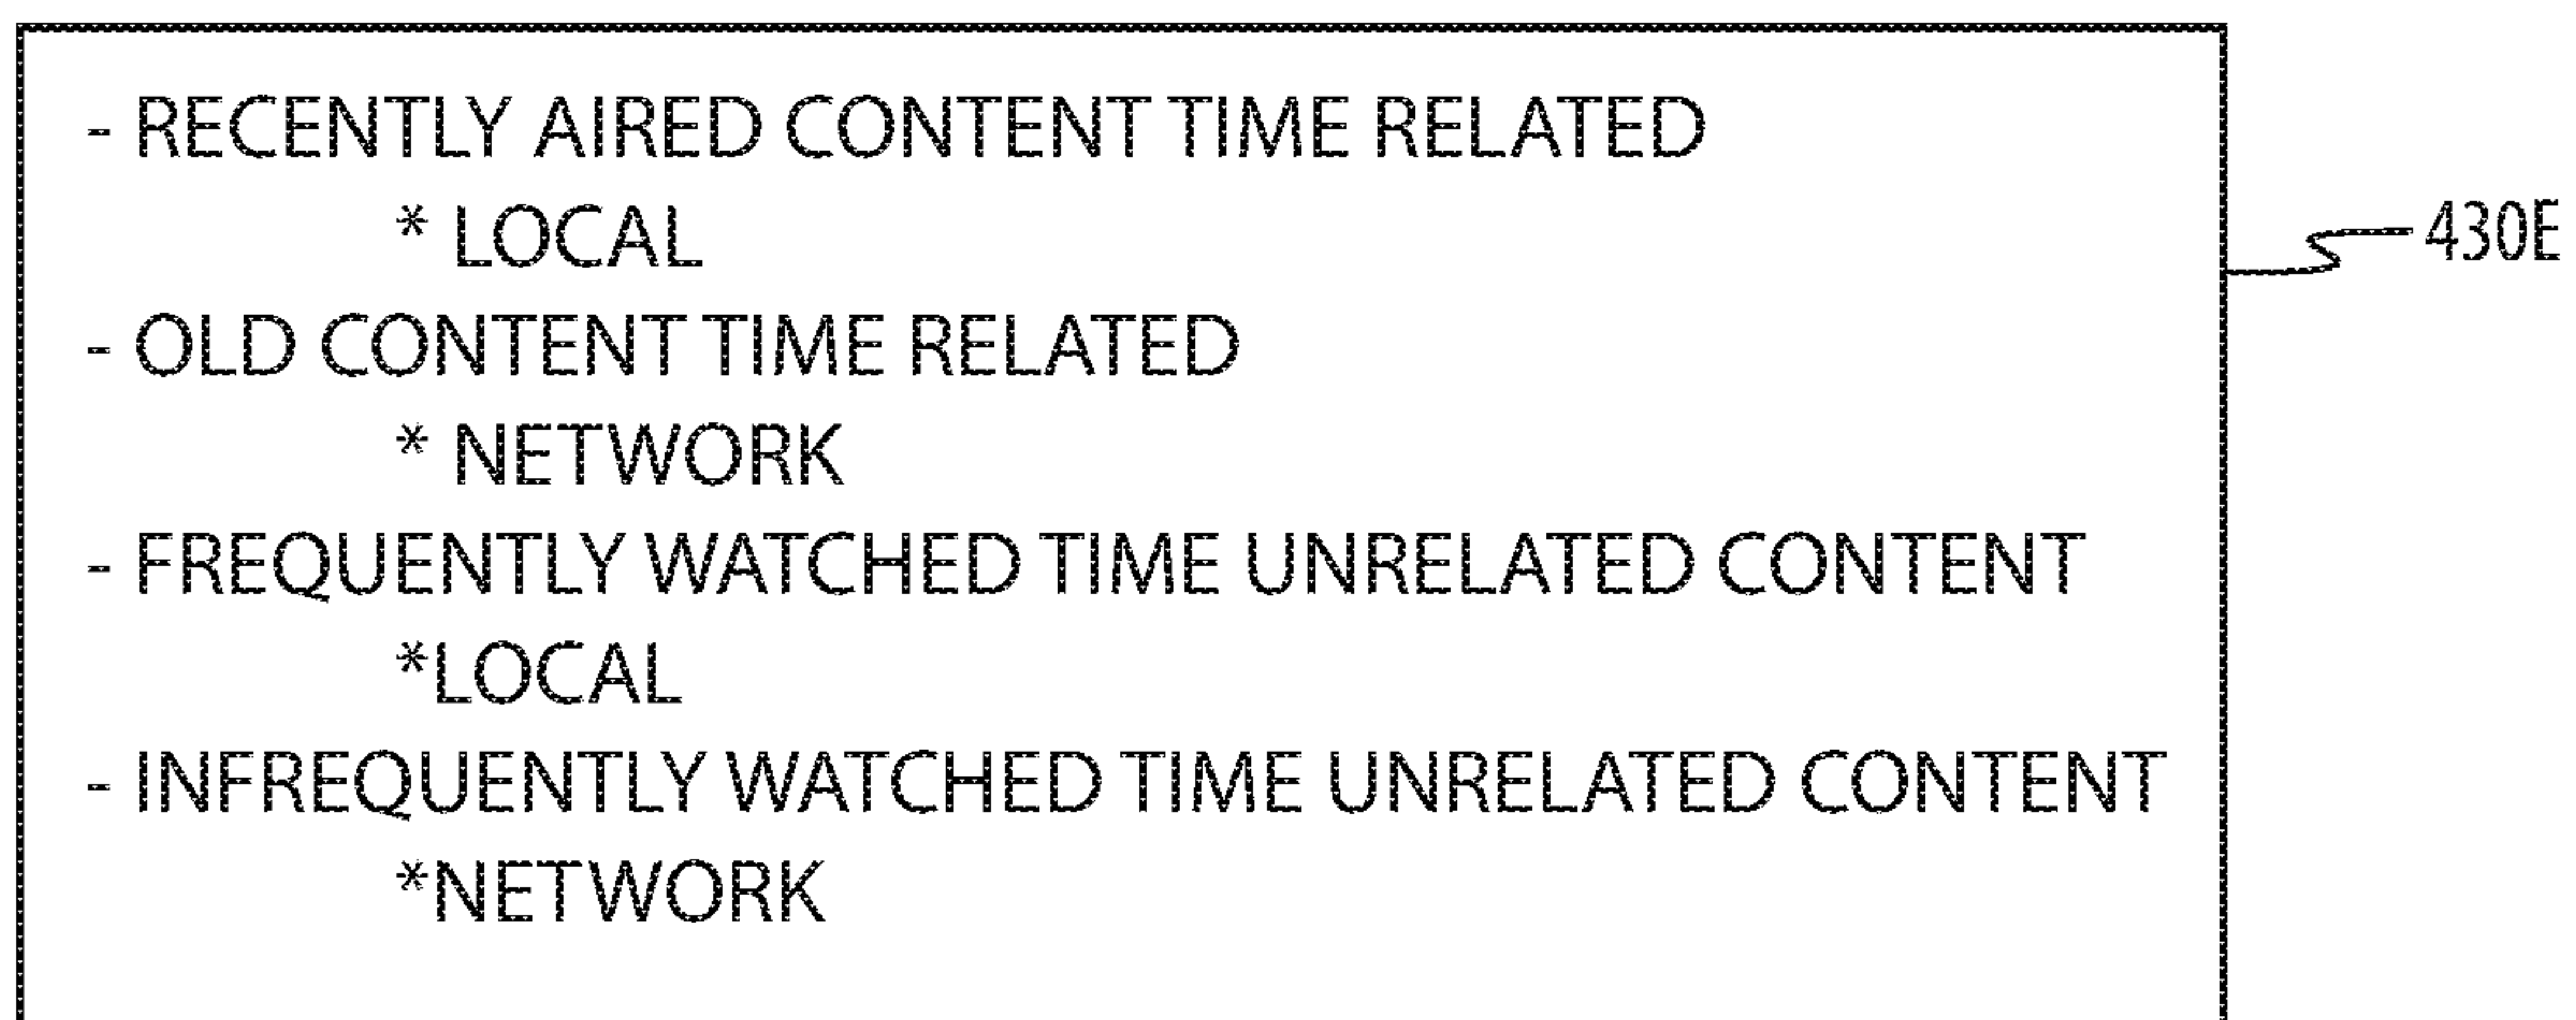 - RECENTLY AIRED CONTENT TIME RELATED
* LOCAL
- OLD CONTENT TIME RELATED
* NETWORK
- FREQUENTLY WATCHED TIME UNRELATED CONTENT
*LOCAL
- INFREQUENTLY WATCHED TIME UNRELATED CONTENT
*NETWORK
430E